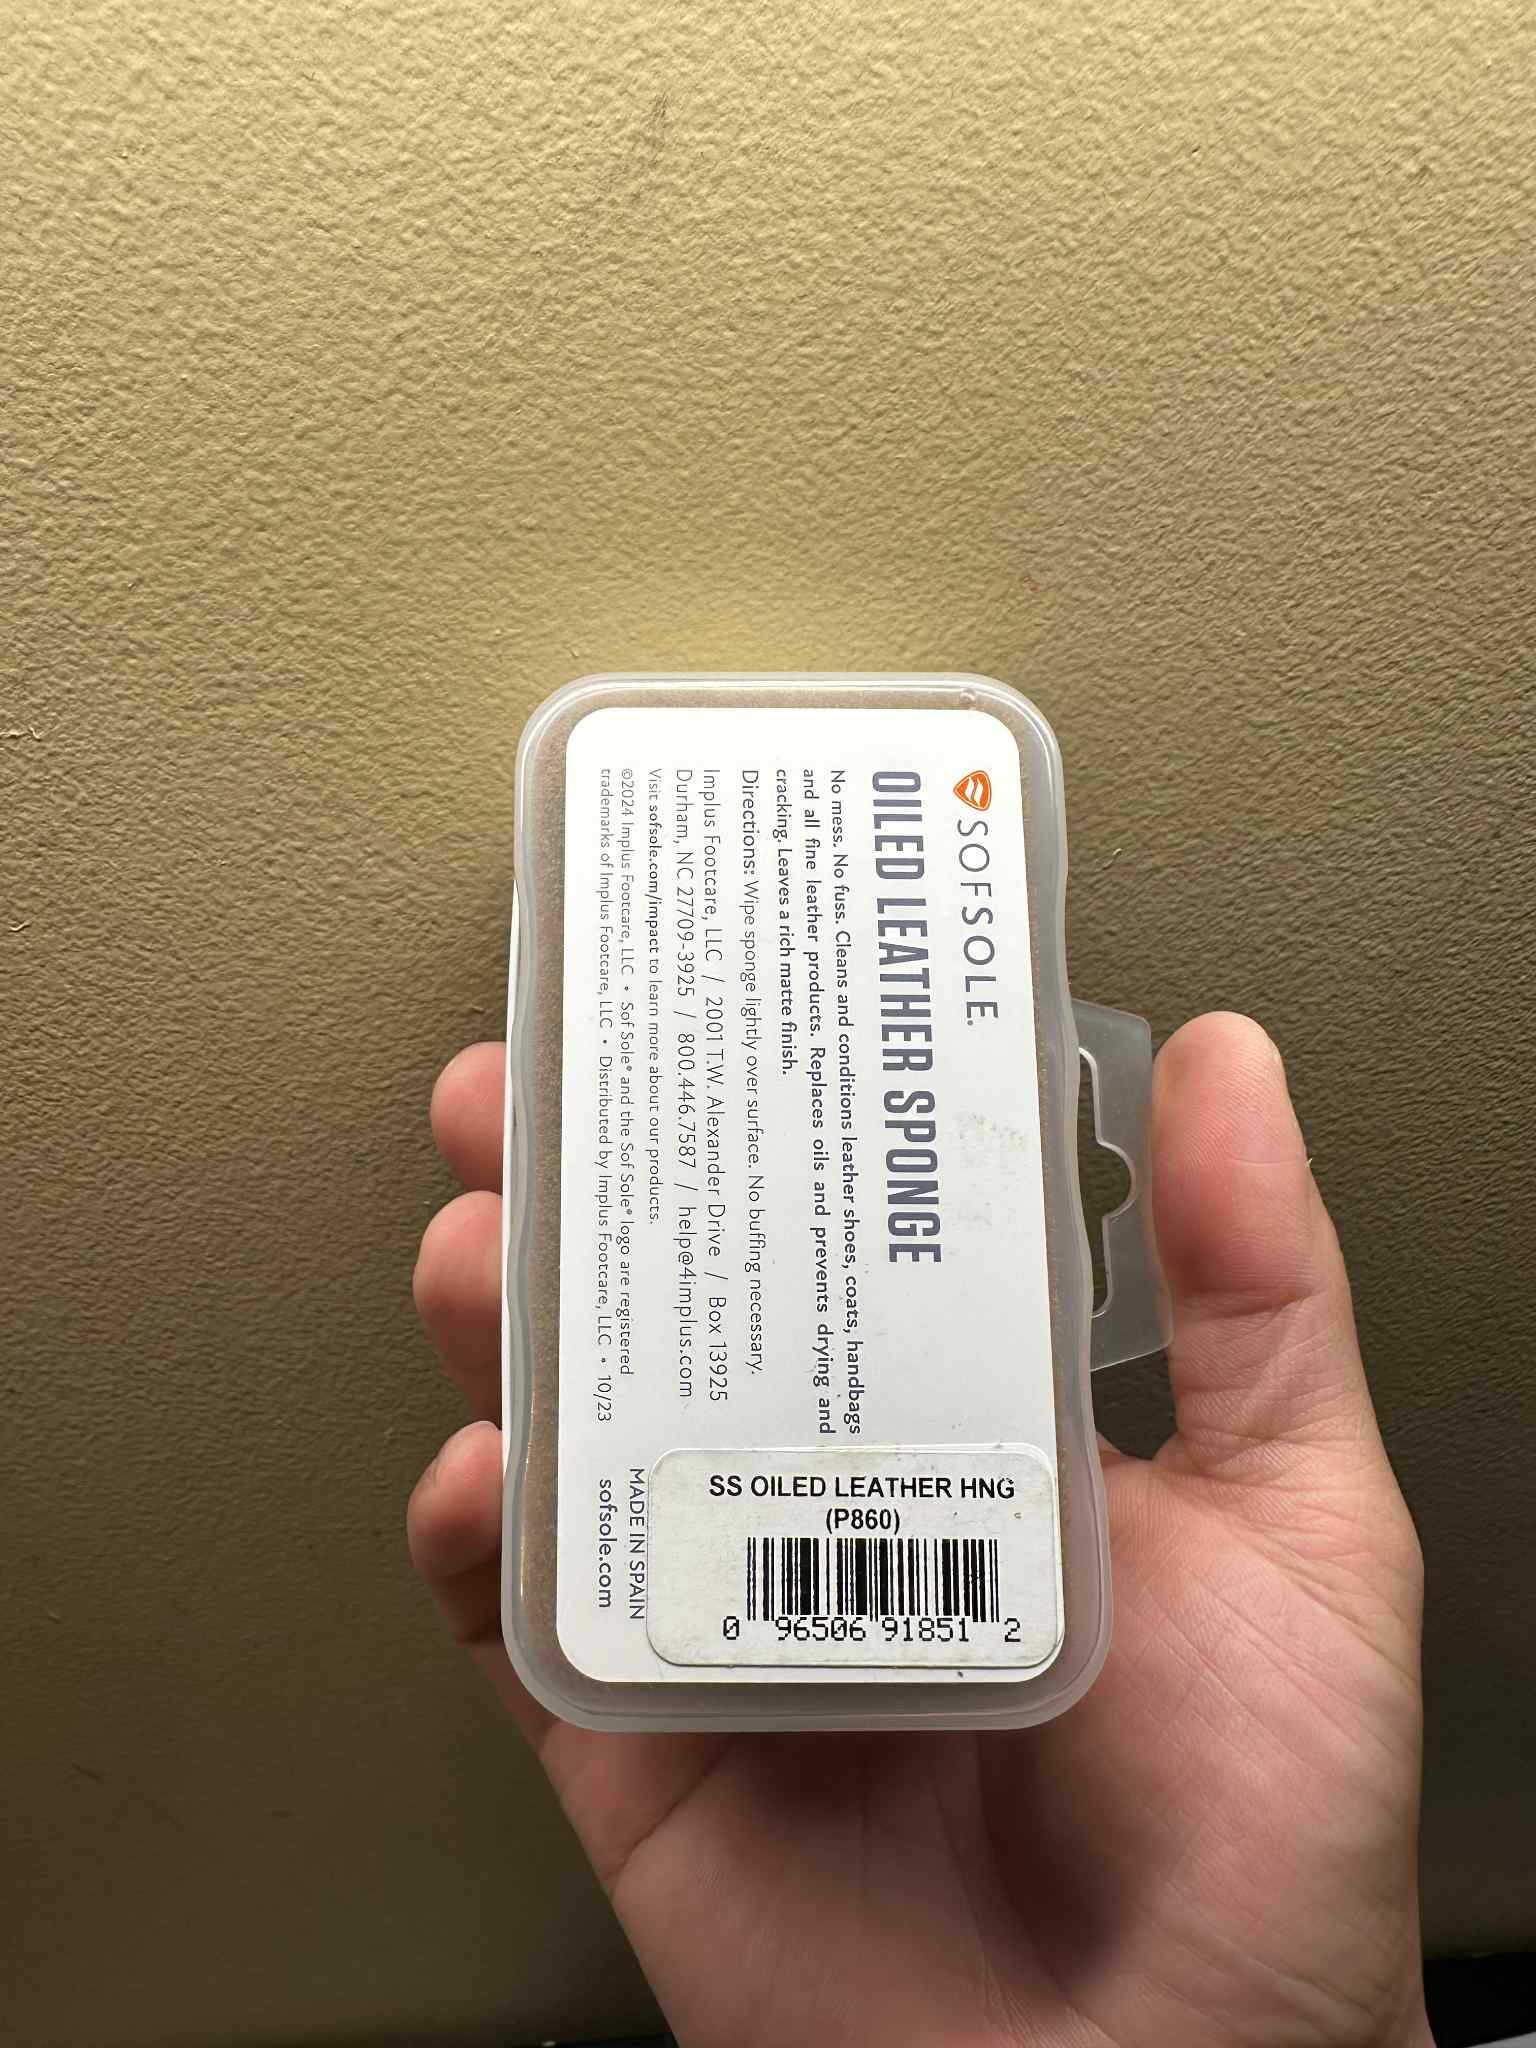 SOFSOLE.
OILED LEATHER SPONGE
No mess. No fuss. Cleans and conditions leather shoes, coats, handbags
and all fine leather products. Replaces oils and prevents drying and
cracking. Leaves a rich matte finish.
Directions: Wipe sponge lightly over surface. No buffing necessary.
Implus Footcare, LLC / 2001 T.W. Alexander Drive / Box 13925
Durham, NC 27709-3925 / 800.446.7587 / help@4implus.com
Visit sofsole.com/impact to learn more about our products.
©2024 Implus Footcare, LLC • Sof Sole® and the Sof Sole® logo are registered
trademarks of Implus Footcare, LLC • Distributed by Implus Footcare, LLC • 10/23
MADE IN SPAIN
sofsole.com
SS OILED LEATHER HNG
(P860)
0 96506 91851 2